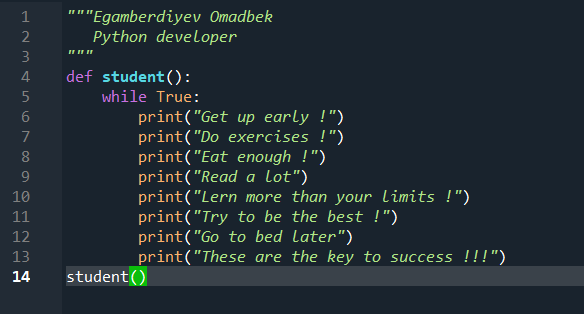 1 """Egamberdiyev Omadbek
2 Python developer
3 """
4 def student():
5 while True:
6 print("Get up early !")
7 print("Do exercises !")
8 print("Eat enough !")
9 print("Read a lot")
10 print("Lern more than your limits !")
11 print("Try to be the best !")
12 print("Go to bed later")
13 print("These are the key to success !!!")
14 student()